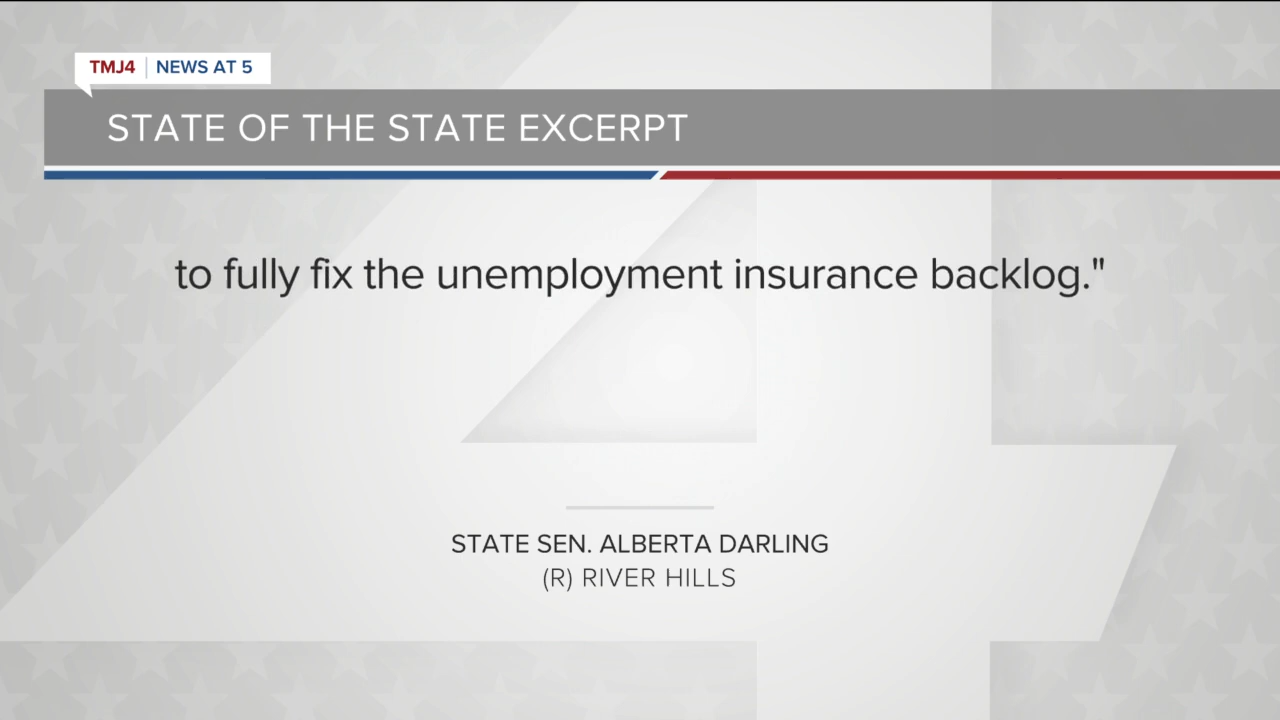 TMJ4 | NEWS AT 5
STATE OF THE STATE EXCERPT
to fully fix the unemployment insurance backlog."
STATE SEN. ALBERTA DARLING
(R) RIVER HILLS